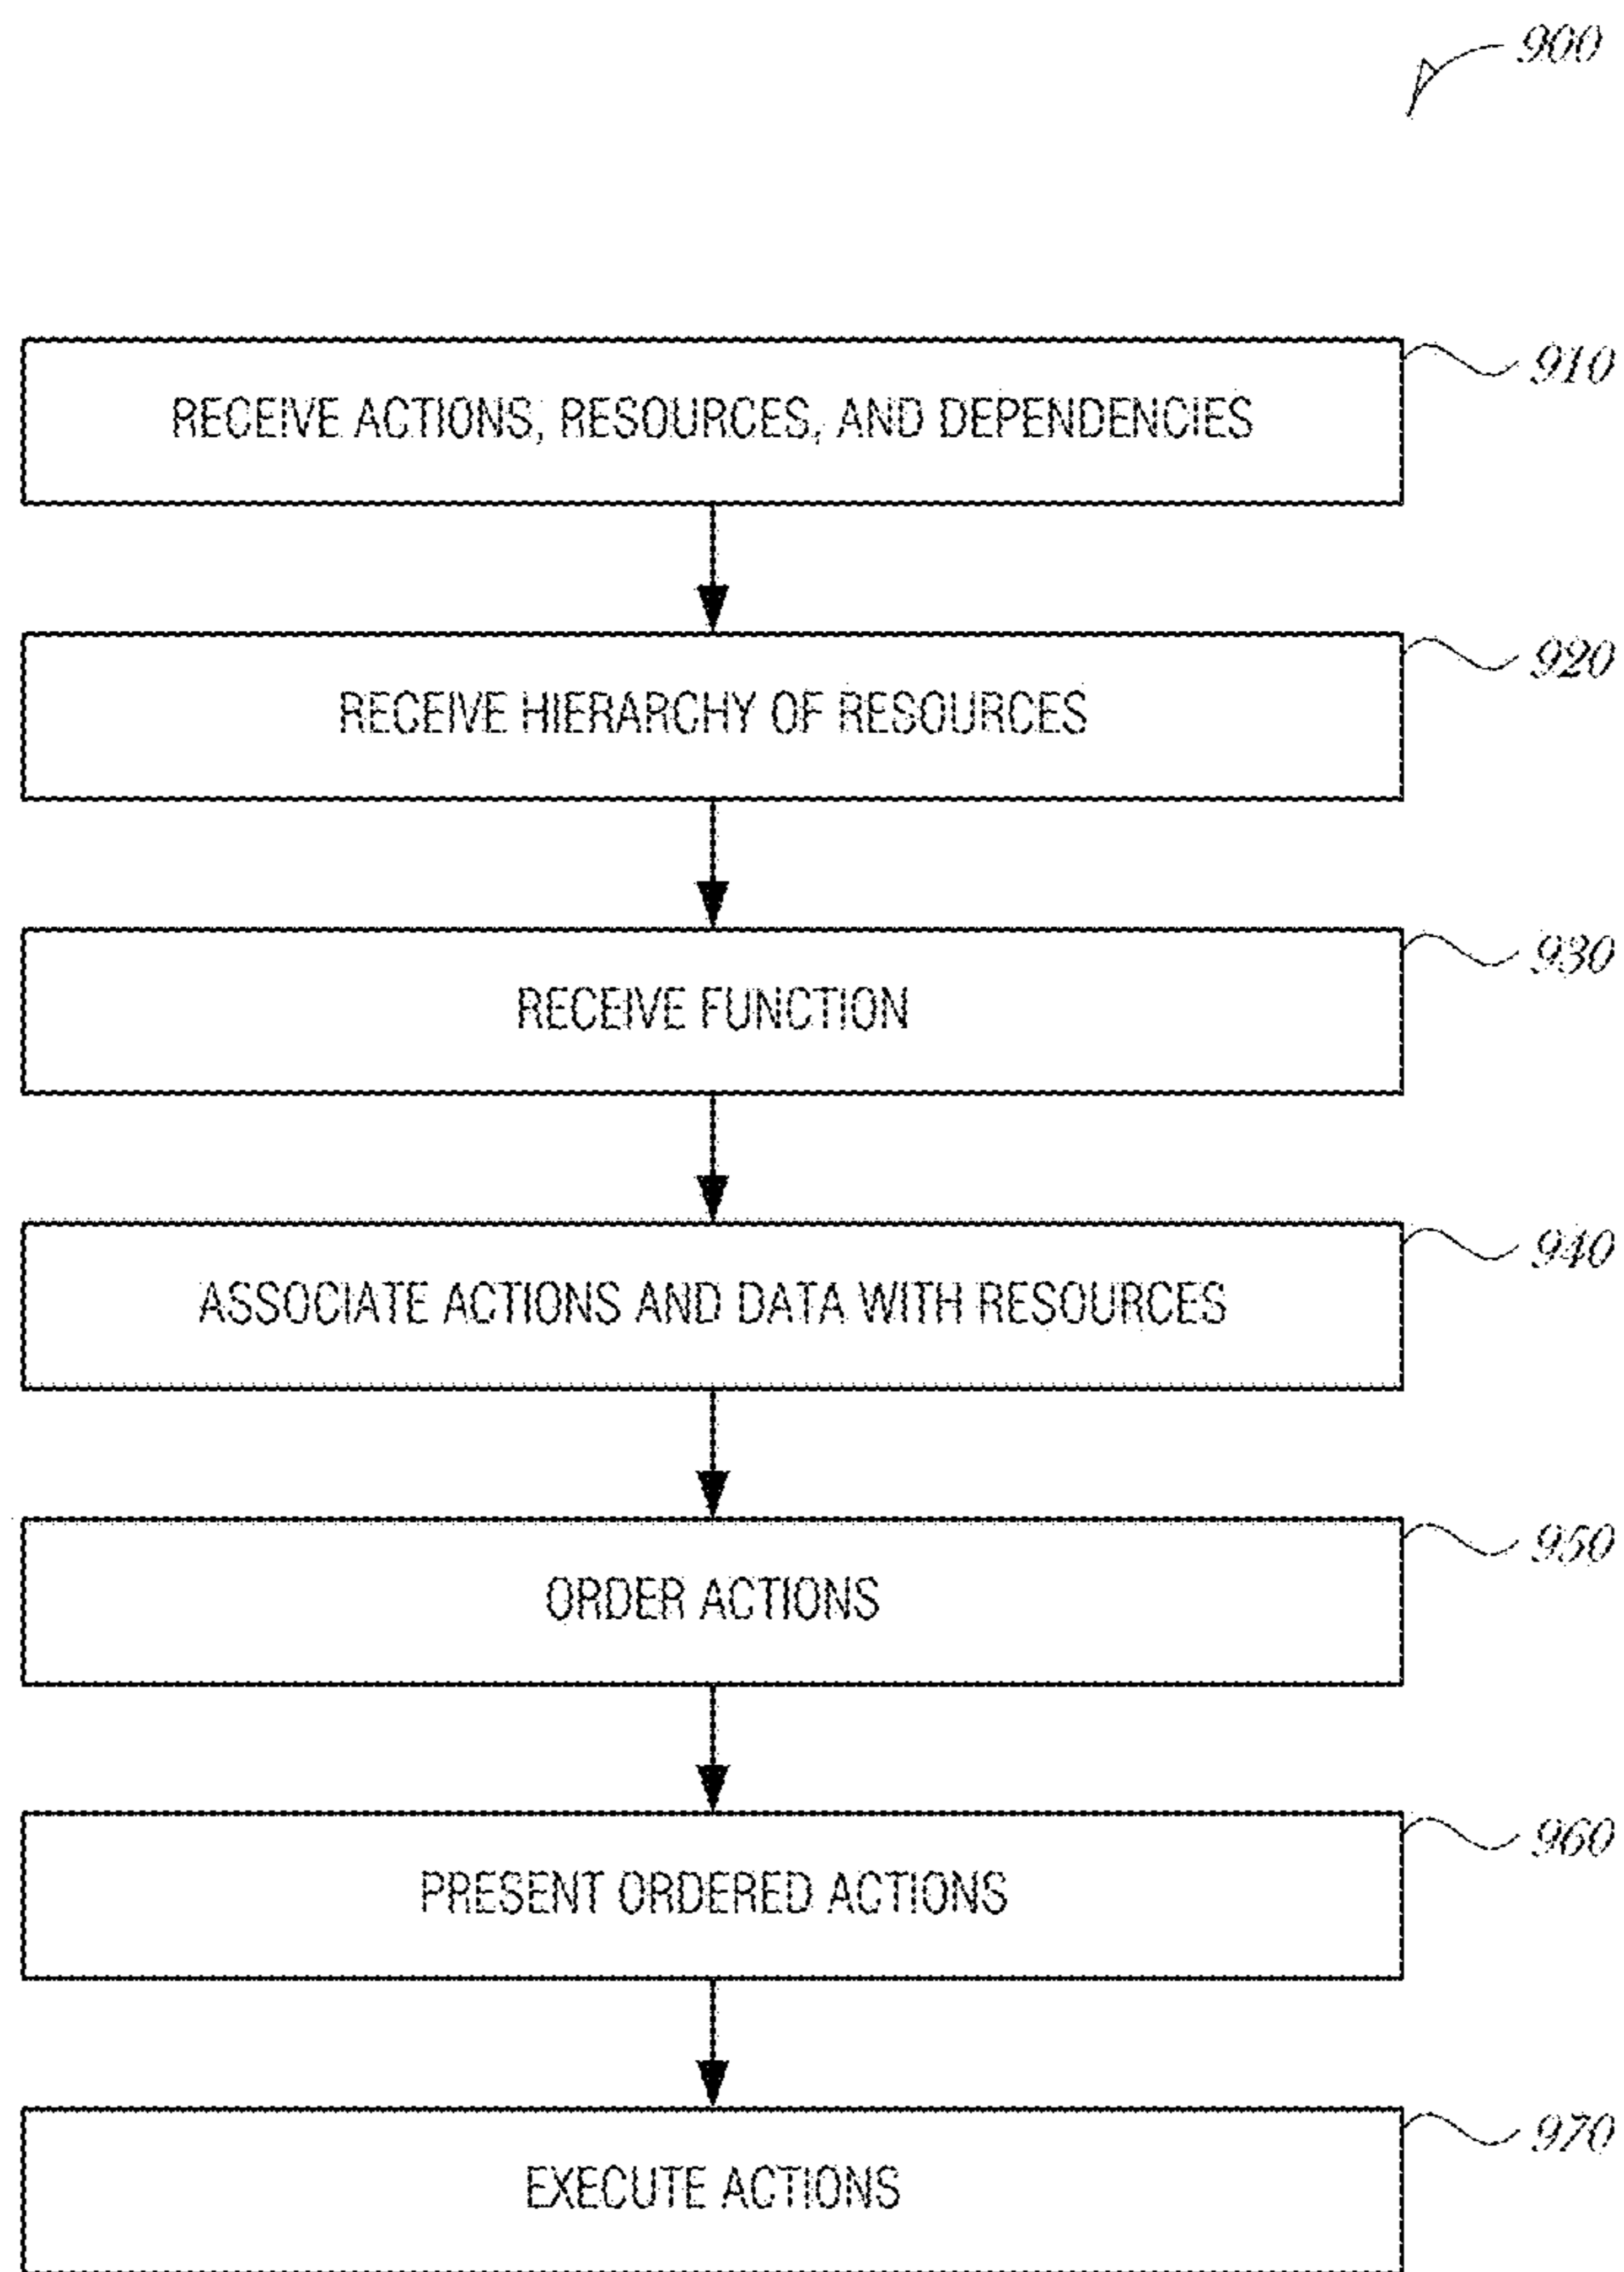 900
RECEIVE ACTIONS, RESOURCES, AND DEPENDENCIES
910
RECEIVE HIERARCHY OF RESOURCES
920
RECEIVE FUNCTION
930
ASSOCIATE ACTIONS AND DATA WITH RESOURCES
940
ORDER ACTIONS
950
PRESENT ORDERED ACTIONS
960
EXECUTE ACTIONS
970